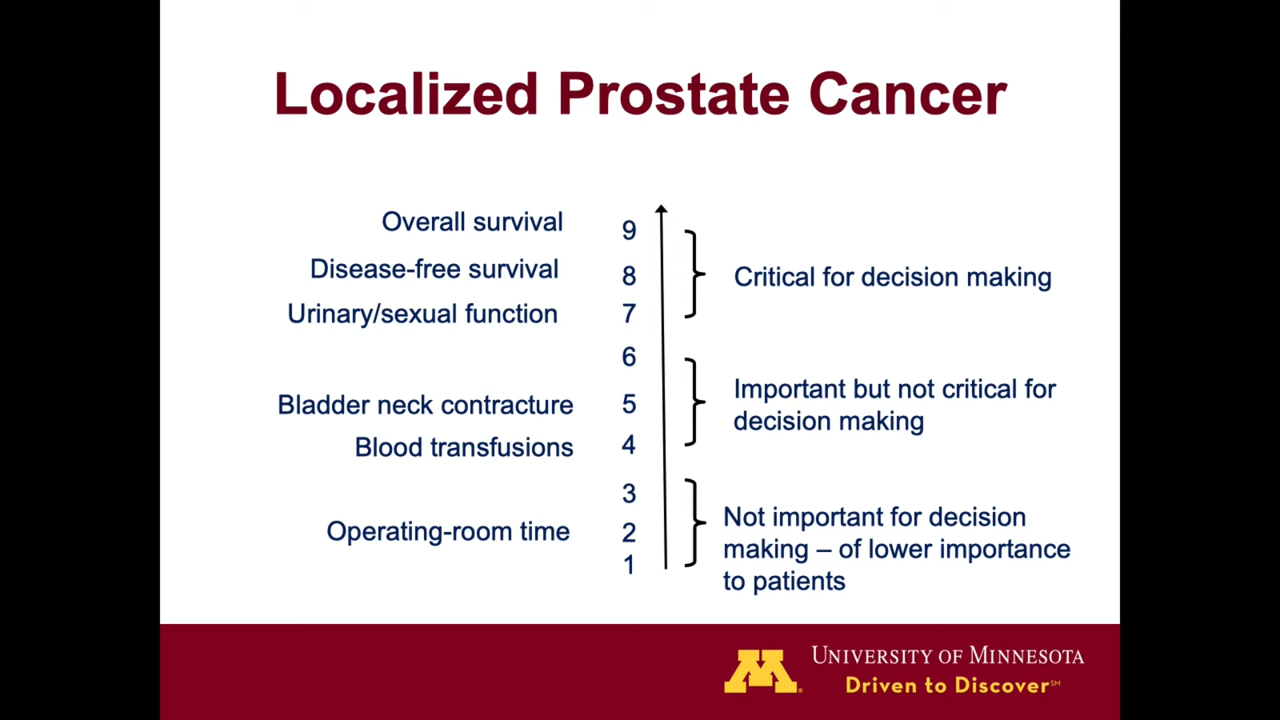 Localized Prostate Cancer
Overall survival 9
Disease-free survival 8
Critical for decision making
Urinary/sexual function 7
6
Important but not critical for
decision making
Bladder neck contracture 5
Blood transfusions 4
3
Not important for decision
making – of lower importance
to patients
Operating-room time 2
1
M
UNIVERSITY OF MINNESOTA
Driven to Discover℠